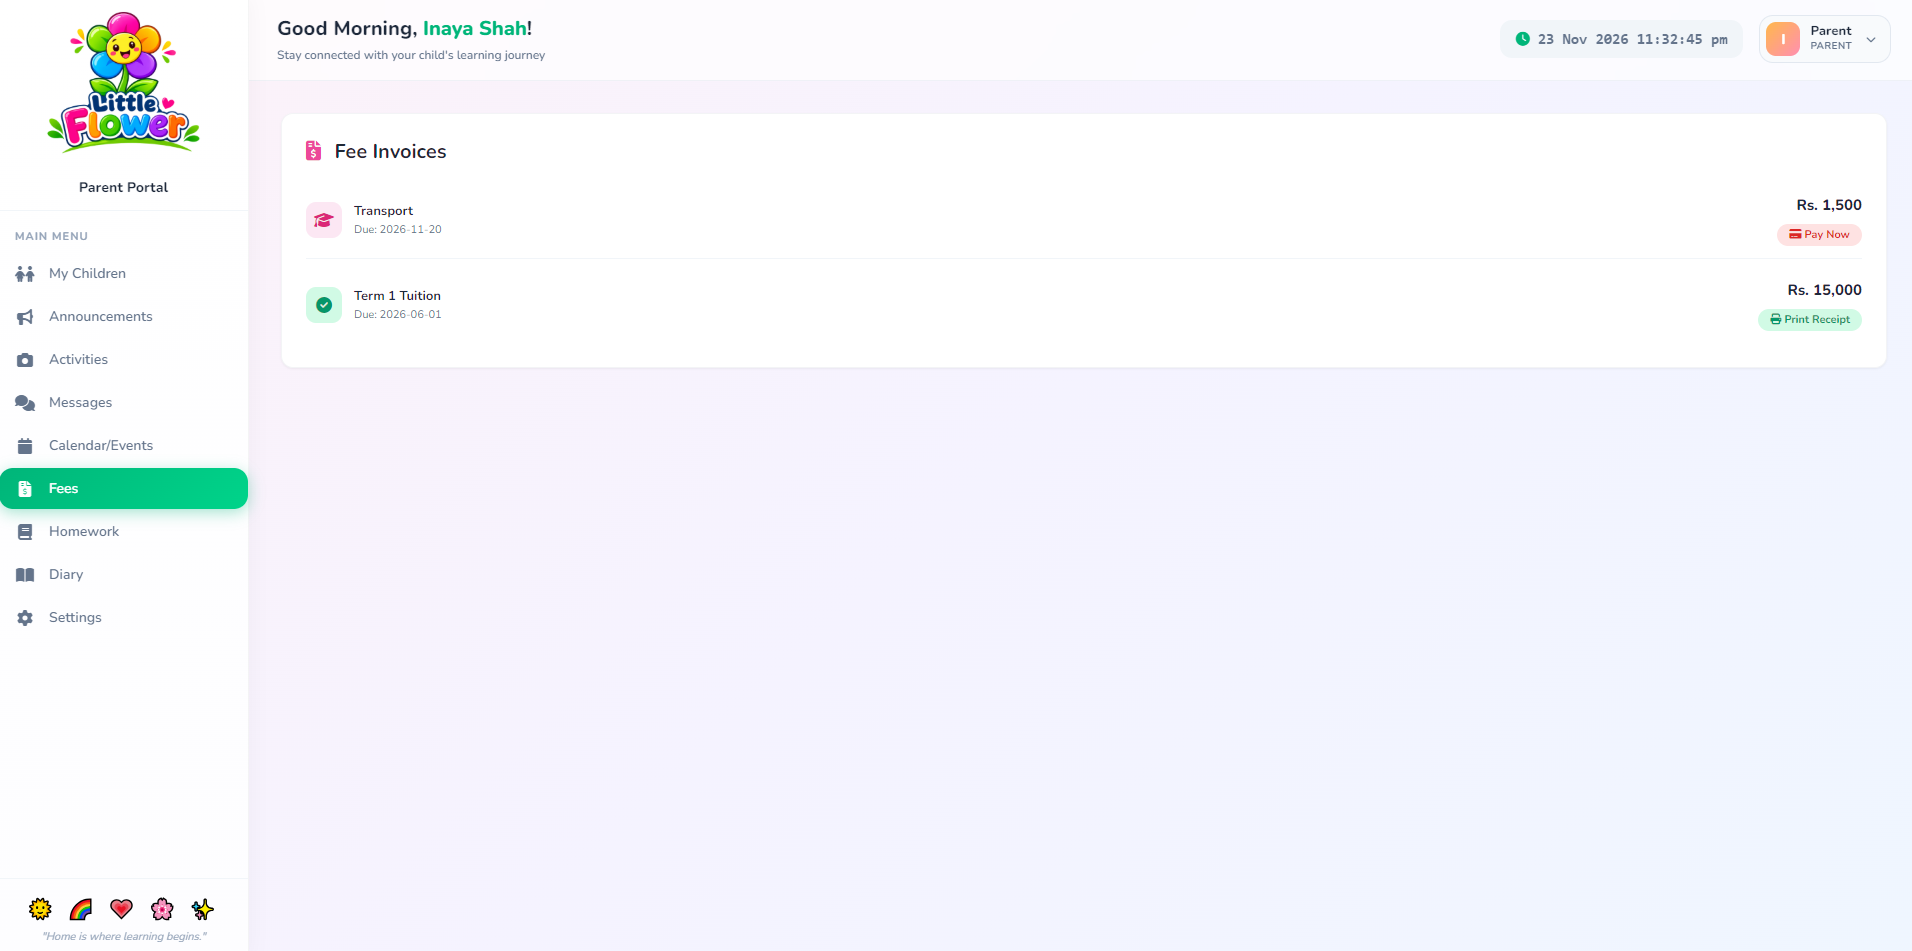 Little
Flower
Parent Portal
MAIN MENU
My Children
Announcements
Activities
Messages
Calendar/Events
Fees
Homework
Diary
Settings
"Home is where learning begins."
Good Morning, Inaya Shah!
Stay connected with your child's learning journey
23 Nov 2026 11:32:45 pm
I
Parent
PARENT
Fee Invoices
Transport
Due: 2026-11-20
Rs. 1,500
Pay Now
Term 1 Tuition
Due: 2026-06-01
Rs. 15,000
Print Receipt